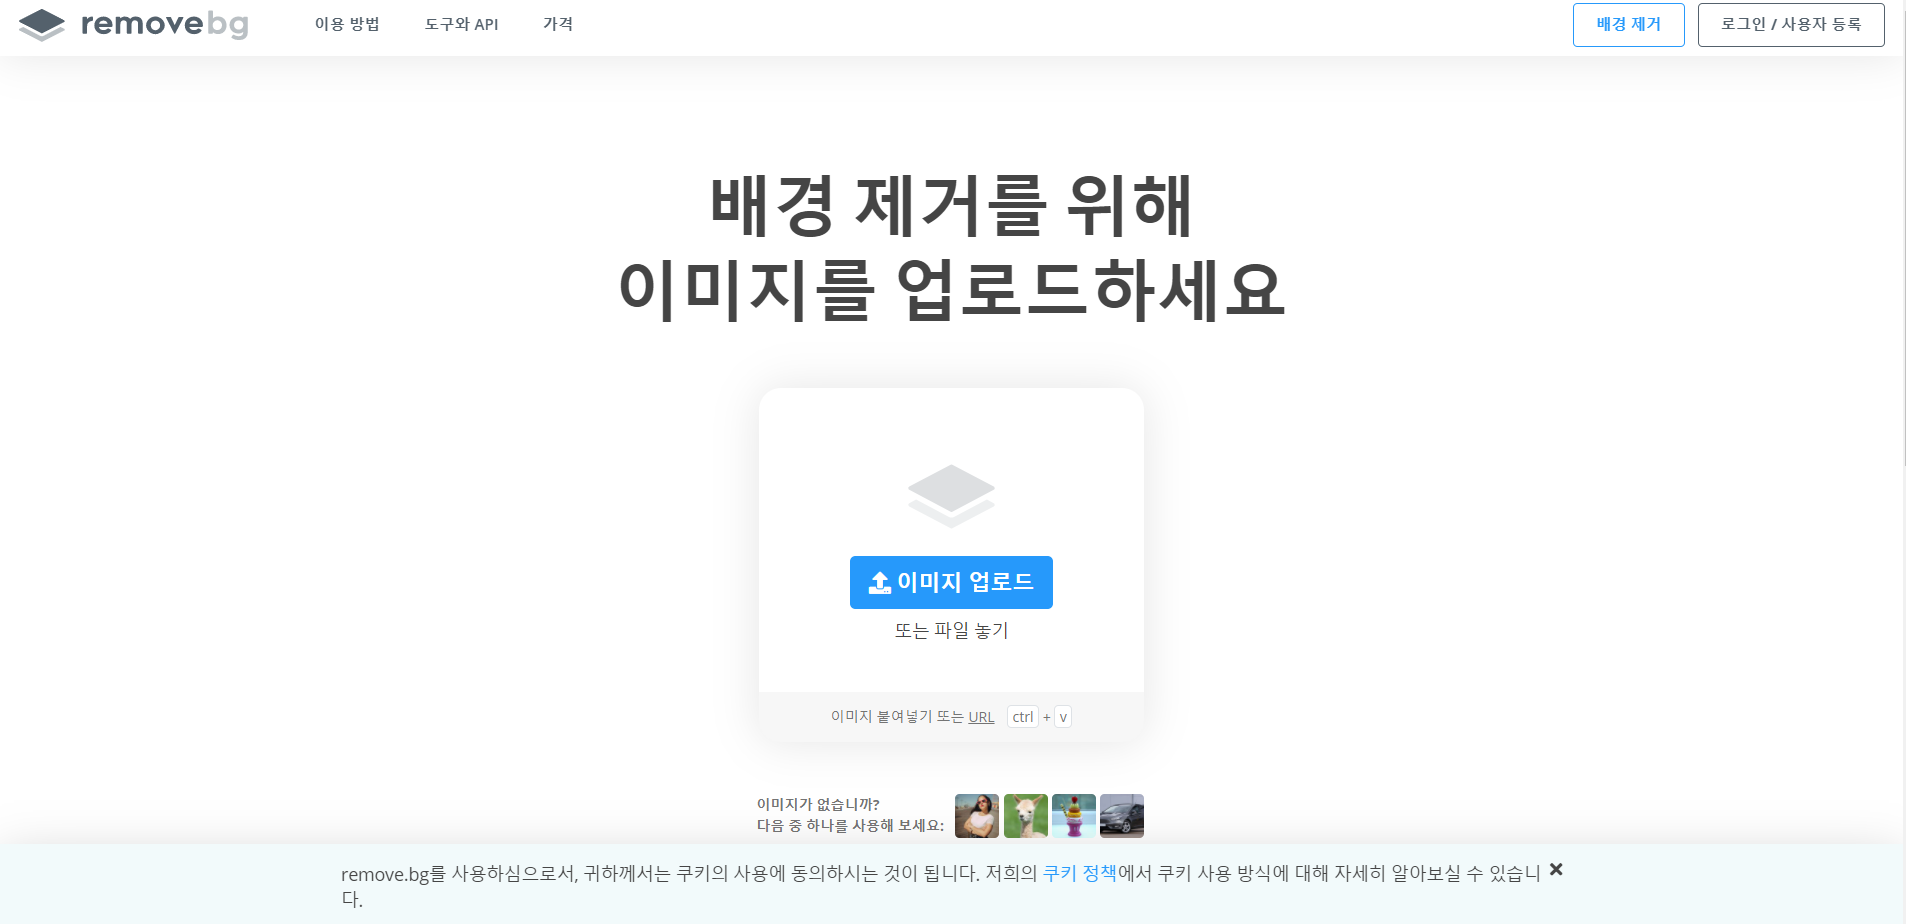 removebg
이용 방법
도구와 API
가격
배경 제거
로그인 / 사용자 등록
배경 제거를 위해
이미지를 업로드하세요
이미지 업로드
또는 파일 놓기
이미지 붙여넣기 또는 URL ctrl + v
이미지가 없습니까?
다음 중 하나를 사용해 보세요:
remove.bg를 사용하심으로서, 귀하께서는 쿠키의 사용에 동의하시는 것이 됩니다. 저희의 쿠키 정책에서 쿠키 사용 방식에 대해 자세히 알아보실 수 있습니
다.